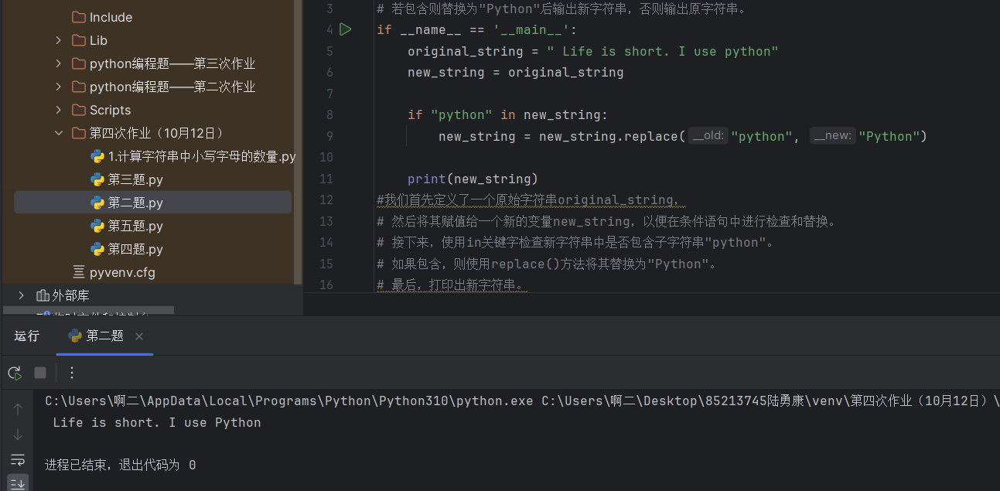 Include
Lib
python编程题——第三次作业
python编程题——第二次作业
Scripts
第四次作业（10月12日）
1.计算字符串中小写字母的数量.py
第三题.py
第二题.py
第五题.py
第四题.py
pyvenv.cfg
外部库
3 # 若包含则替换为"Python"后输出新字符串，否则输出原字符串。
4 if __name__ == '__main__':
5 original_string = " Life is short. I use python"
6 new_string = original_string
7
8 if "python" in new_string:
9 new_string = new_string.replace( __old: "python", __new: "Python")
10
11 print(new_string)
12 #我们首先定义了一个原始字符串original_string，
13 # 然后将其赋值给一个新的变量new_string，以便在条件语句中进行检查和替换。
14 # 接下来，使用in关键字检查新字符串中是否包含子字符串"python"。
15 # 如果包含，则使用replace()方法将其替换为"Python"。
16 # 最后，打印出新字符串。
运行 第二题
C:\Users\啊二\AppData\Local\Programs\Python\Python310\python.exe C:\Users\啊二\Desktop\85213745陆勇康\venv\第四次作业（10月12日）\
Life is short. I use Python
进程已结束，退出代码为 0